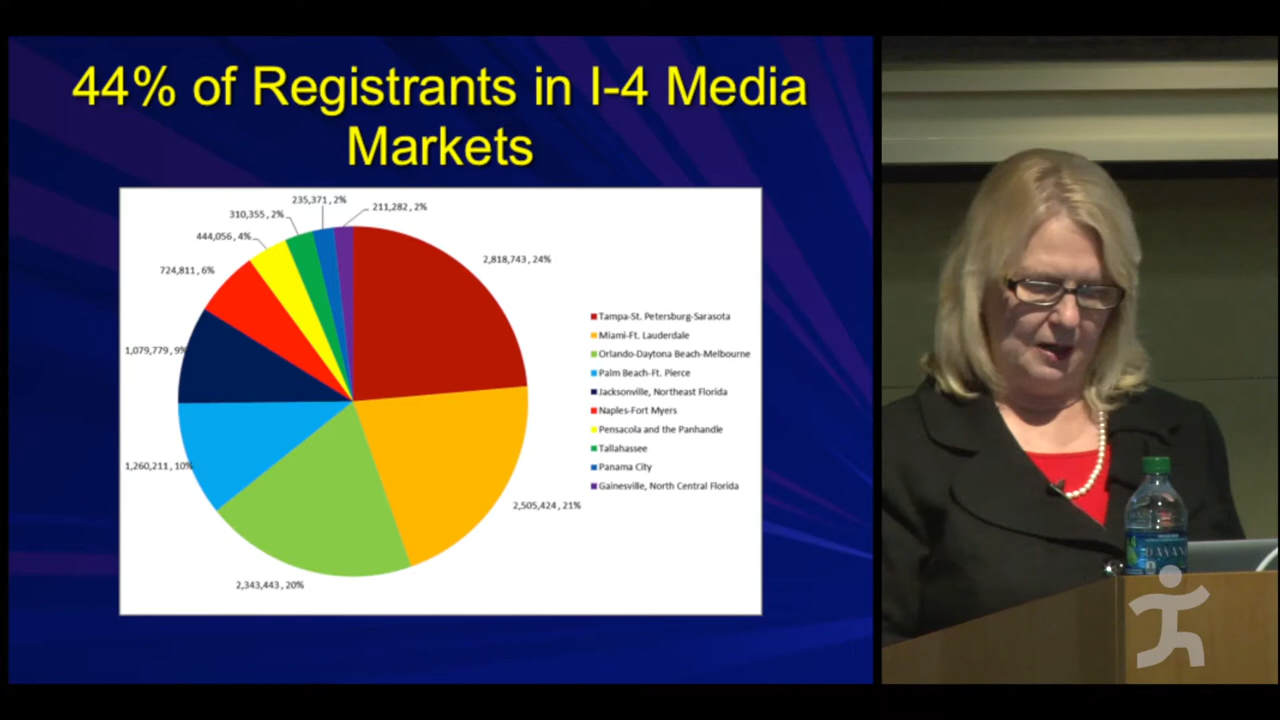 44% of Registrants in I-4 Media
Markets
235,371, 2%
211,282, 2%
310,355, 2%
444,056, 4%
2,818,743, 24%
724,811, 6%
1,079,779, 9%
1,260,211, 10%
2,505,424, 21%
2,343,443, 20%
Tampa-St. Petersburg-Sarasota
Miami-Ft. Lauderdale
Orlando-Daytona Beach-Melbourne
Palm Beach-Ft. Pierce
Jacksonville, Northeast Florida
Naples-Fort Myers
Pensacola and the Panhandle
Tallahassee
Panama City
Gainesville, North Central Florida
DASANI